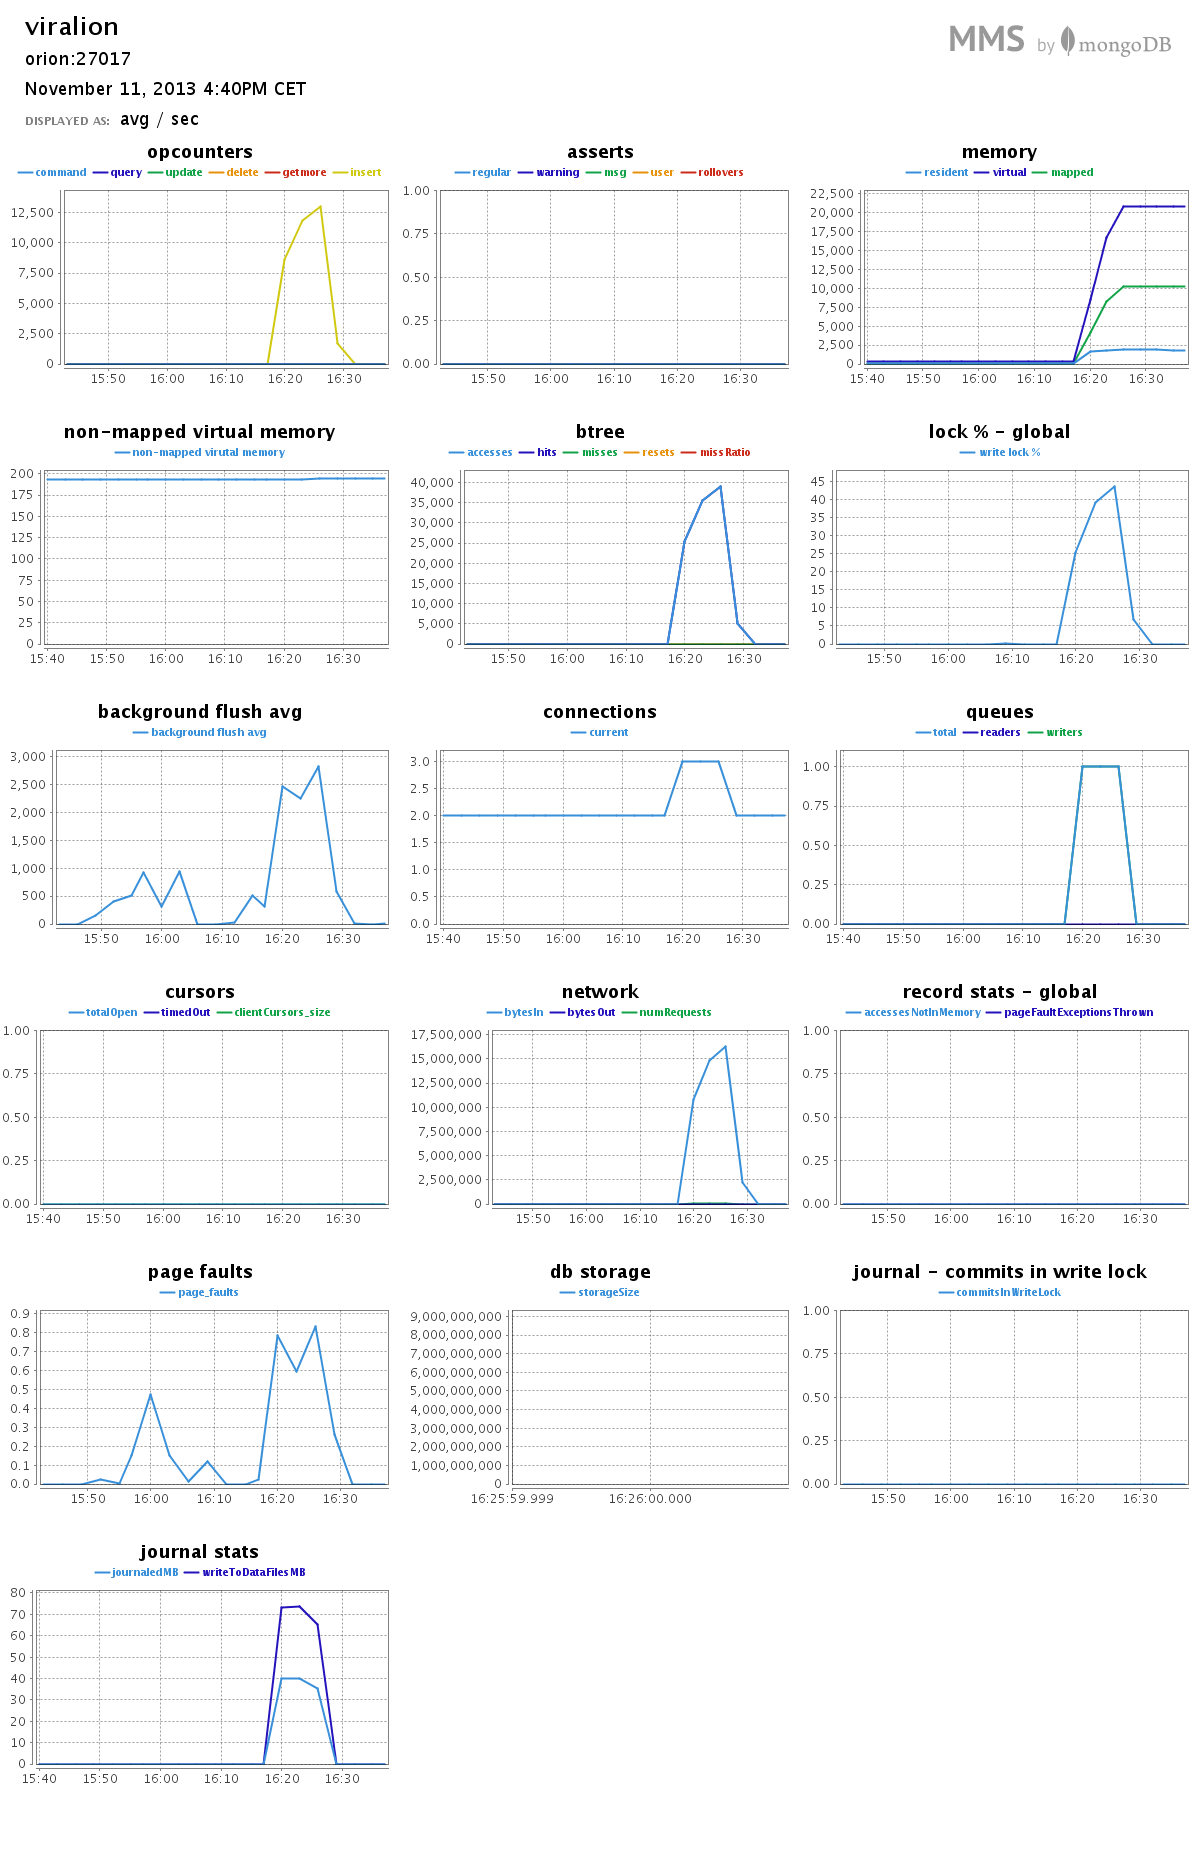 viralion
MMS by mongoDB
orion:27017
November 11, 2013 4:40PM CET
DISPLAYED AS: avg / sec
opcounters
command query update delete getmore insert
12,500
10,000
7,500
5,000
2,500
0
15:50 16:00 16:10 16:20 16:30
asserts
regular warning msg user rollovers
1.00
0.75
0.50
0.25
0.00
15:50 16:00 16:10 16:20 16:30
memory
resident virtual mapped
22,500
20,000
17,500
15,000
12,500
10,000
7,500
5,000
2,500
0
15:40 15:50 16:00 16:10 16:20 16:30
non-mapped virtual memory
non-mapped virutal memory
200
175
150
125
100
75
50
25
0
15:40 15:50 16:00 16:10 16:20 16:30
btree
accesses hits misses resets missRatio
40,000
35,000
30,000
25,000
20,000
15,000
10,000
5,000
0
15:50 16:00 16:10 16:20 16:30
lock % - global
write lock %
45
40
35
30
25
20
15
10
5
0
15:50 16:00 16:10 16:20 16:30
background flush avg
background flush avg
3,000
2,500
2,000
1,500
1,000
500
0
15:50 16:00 16:10 16:20 16:30
connections
current
3.0
2.5
2.0
1.5
1.0
0.5
0.0
15:40 15:50 16:00 16:10 16:20 16:30
queues
total readers writers
1.00
0.75
0.50
0.25
0.00
15:40 15:50 16:00 16:10 16:20 16:30
cursors
totalOpen timedOut clientCursors_size
1.00
0.75
0.50
0.25
0.00
15:40 15:50 16:00 16:10 16:20 16:30
network
bytesIn bytesOut numRequests
17,500,000
15,000,000
12,500,000
10,000,000
7,500,000
5,000,000
2,500,000
0
15:50 16:00 16:10 16:20 16:30
record stats - global
accessesNotInMemory pageFaultExceptionsThrown
1.00
0.75
0.50
0.25
0.00
15:50 16:00 16:10 16:20 16:30
page faults
page_faults
0.9
0.8
0.7
0.6
0.5
0.4
0.3
0.2
0.1
0.0
15:50 16:00 16:10 16:20 16:30
db storage
storageSize
9,000,000,000
8,000,000,000
7,000,000,000
6,000,000,000
5,000,000,000
4,000,000,000
3,000,000,000
2,000,000,000
1,000,000,000
0
16:25:59.999 16:26:00.000
journal - commits in write lock
commitsInWriteLock
1.00
0.75
0.50
0.25
0.00
15:50 16:00 16:10 16:20 16:30
journal stats
journaledMB writeToDataFilesMB
80
70
60
50
40
30
20
10
0
15:40 15:50 16:00 16:10 16:20 16:30